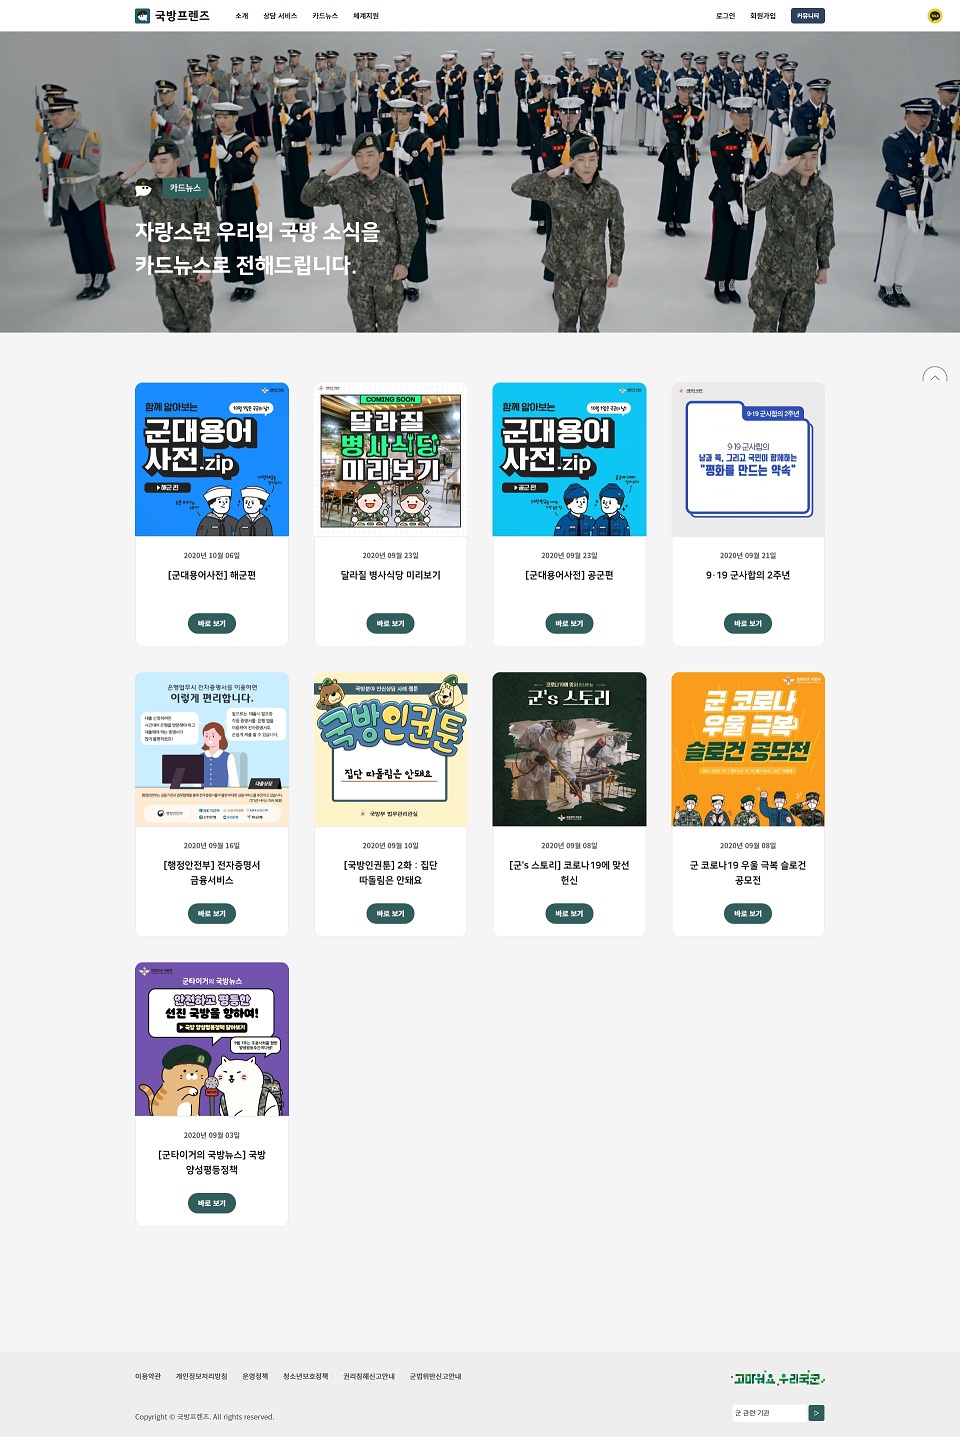 국방프렌즈
소개 상담 서비스 카드뉴스 체계지원
로그인 회원가입 커뮤니티
카드뉴스
자랑스런 우리의 국방 소식을
카드뉴스로 전해드립니다.
함께 알아보는
군대용어
사전.zip
해군 편
2020년 10월 06일
[군대용어사전] 해군편
바로 보기
COMING SOON
달라질
병사식당
미리보기
2020년 09월 23일
달라질 병사식당 미리보기
바로 보기
함께 알아보는
군대용어
사전.zip
공군 편
2020년 09월 23일
[군대용어사전] 공군편
바로 보기
9·19 군사합의 2주년
9·19 군사합의
남과 북, 그리고 국민이 함께하는
"평화를 만드는 약속"
2020년 09월 21일
9·19 군사합의 2주년
바로 보기
은행업무시 전자증명서를 이용하면
이렇게 편리합니다.
대출상담
행정안전부
2020년 09월 16일
[행정안전부] 전자증명서
금융서비스
바로 보기
국방분야 인권상담 사례 웹툰
국방인권툰
집단 따돌림은 안돼요
국방부 법무관리관실
2020년 09월 10일
[국방인권툰] 2화 : 집단
따돌림은 안돼요
바로 보기
군's 스토리
2020년 09월 08일
[군's 스토리] 코로나19에 맞선
헌신
바로 보기
군 코로나
우울 극복
슬로건 공모전
2020년 09월 08일
군 코로나19 우울 극복 슬로건
공모전
바로 보기
군타이거의 국방뉴스
안전하고 평등한
선진 국방을 향하여!
국방 양성평등정책 알아보기
2020년 09월 03일
[군타이거의 국방뉴스] 국방
양성평등정책
바로 보기
이용약관 개인정보처리방침 운영정책 청소년보호정책 권리침해신고안내 군법위반신고안내
고마워요 우리국군
Copyright © 국방프렌즈. All rights reserved.
군 관련 기관